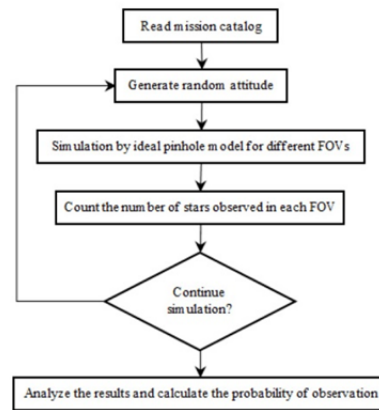 Read mission catalog
Generate random attitude
Simulation by ideal pinhole model for different FOVs
Count the number of stars observed in each FOV
Continue
simulation?
Analyze the results and calculate the probability of observation